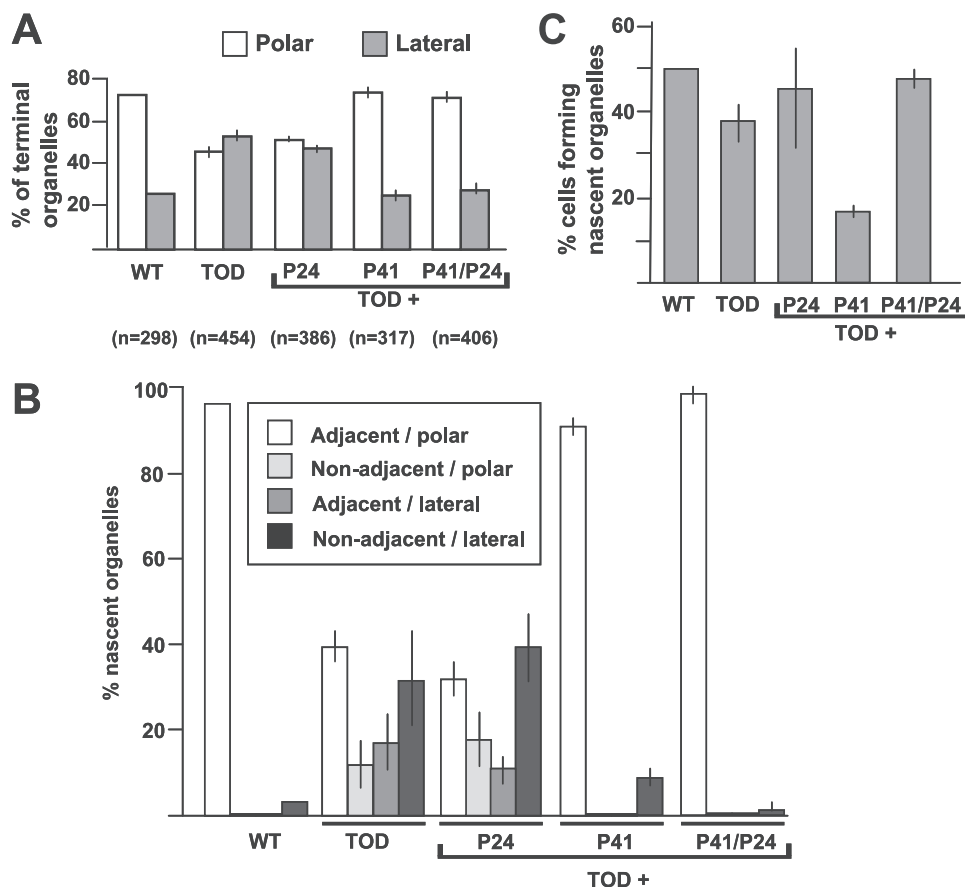 A
Polar
Lateral
% of terminal
organelles
80
60
40
20
WT TOD P24 P41 P41/P24
TOD +
(n=298) (n=454) (n=386) (n=317) (n=406)
C
% cells forming
nascent organelles
60
40
20
WT TOD P24 P41 P41/P24
TOD +
B
% nascent organelles
100
80
60
40
20
Adjacent / polar
Non-adjacent / polar
Adjacent / lateral
Non-adjacent / lateral
WT TOD P24 P41 P41/P24
TOD +